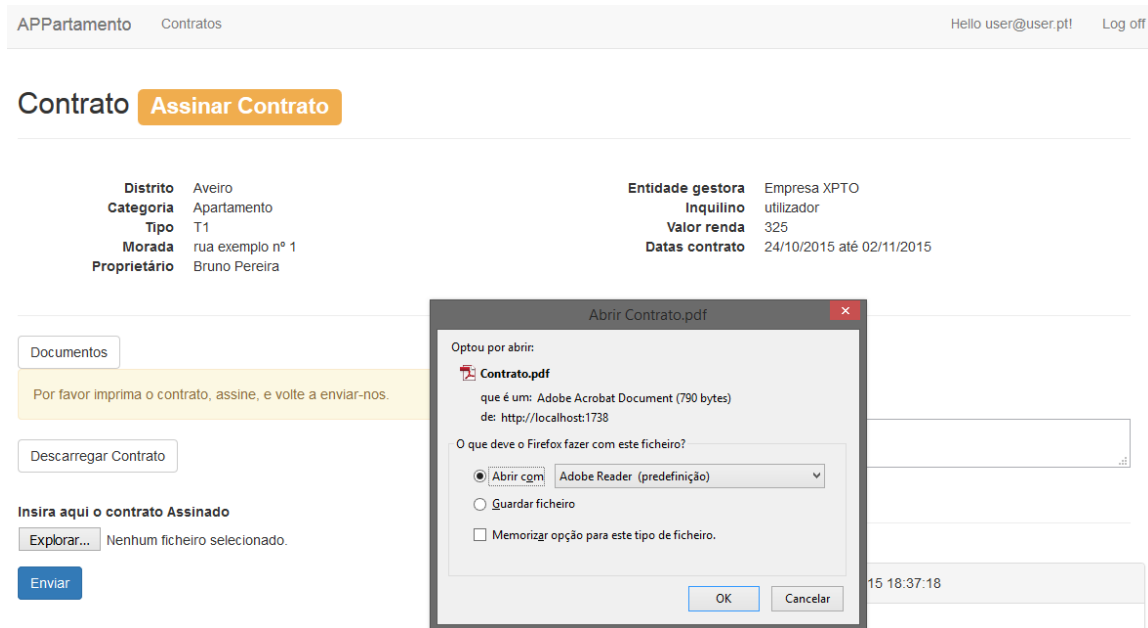 APPartamento Contratos Hello user@user.pt! Log off
Contrato Assinar Contrato
Distrito Aveiro
Categoria Apartamento
Tipo T1
Morada rua exemplo nº 1
Proprietário Bruno Pereira
Entidade gestora Empresa XPTO
Inquilino utilizador
Valor renda 325
Datas contrato 24/10/2015 até 02/11/2015
Documentos
Por favor imprima o contrato, assine, e volte a enviar-nos.
Descarregar Contrato
Insira aqui o contrato Assinado
Explorar... Nenhum ficheiro selecionado.
Enviar
Abrir Contrato.pdf
Optou por abrir:
Contrato.pdf
que é um: Adobe Acrobat Document (790 bytes)
de: http://localhost:1738
O que deve o Firefox fazer com este ficheiro?
Abrir com Adobe Reader (predefinição)
Guardar ficheiro
Memorizar opção para este tipo de ficheiro.
OK Cancelar
15 18:37:18